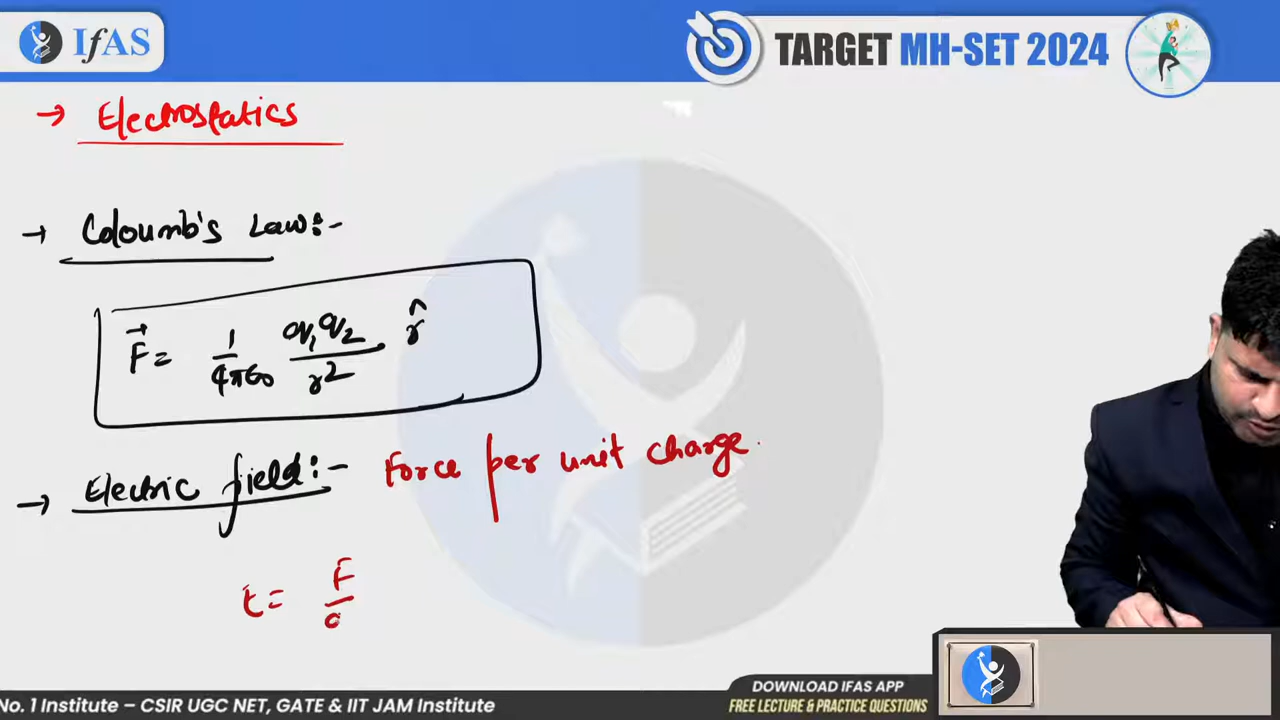 IfAS
TARGET MH-SET 2024
→ Electrostatics
→ Coloumb's Law:-
F⃗ = 1/4πϵ0 q1q2/r² r̂
→ Electric field:- Force per unit charge.
E = F/
DOWNLOAD IFAS APP
No. 1 Institute – CSIR UGC NET, GATE & IIT JAM Institute
FREE LECTURE & PRACTICE QUESTIONS